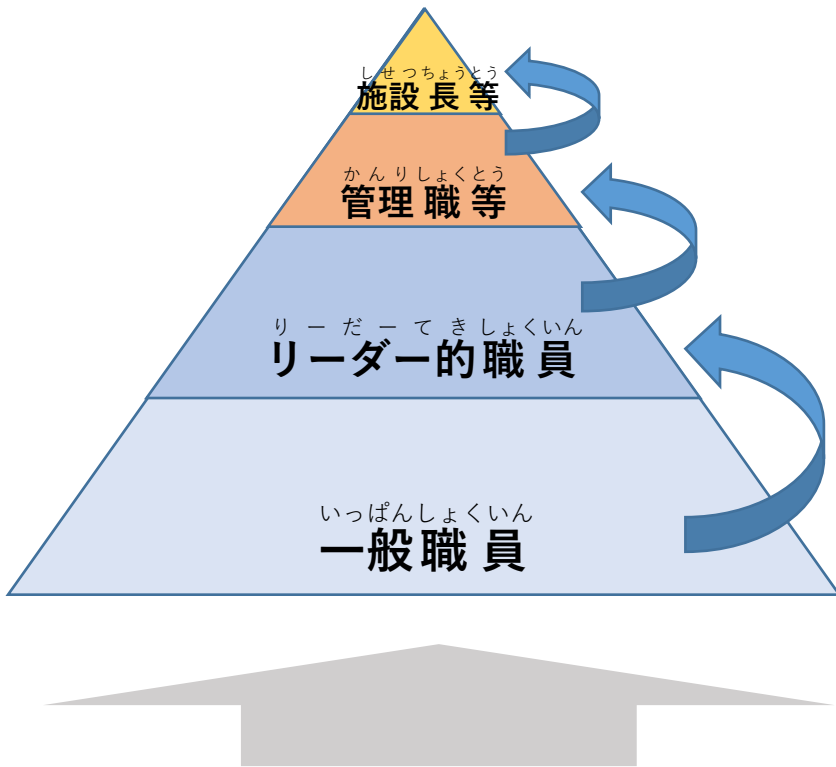 しせつちょうとう
施設長等
かんりしょくとう
管理職等
りーだーてきしょくいん
リーダー的職員
いっぱんしょくいん
一般職員